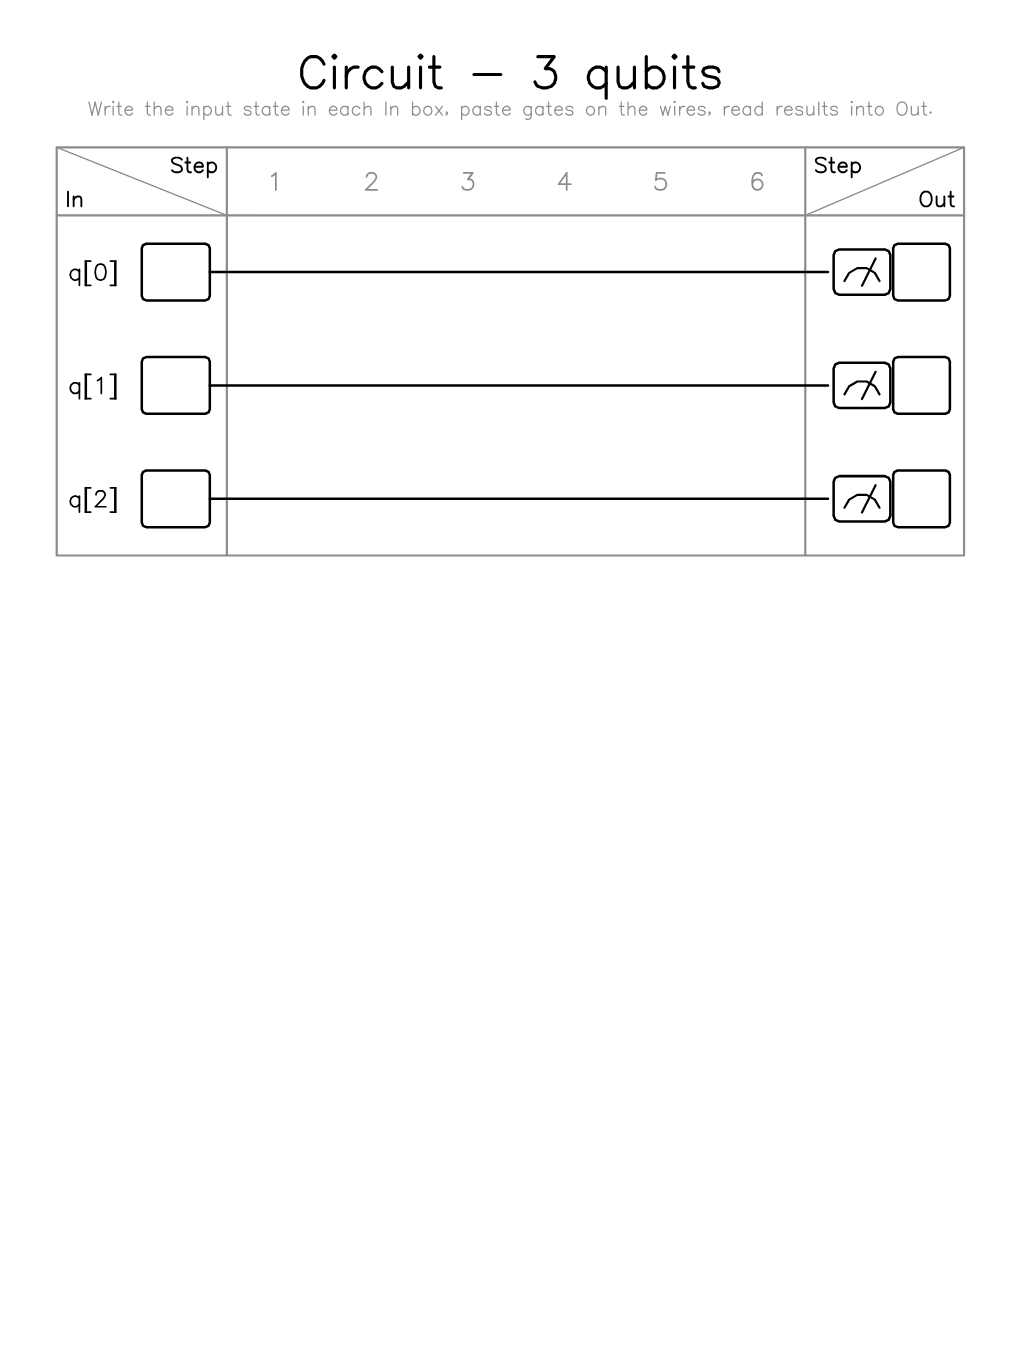 Circuit – 3 qubits
Write the input state in each In box, paste gates on the wires, read results into Out.
Step
In
1 2 3 4 5 6
Step
Out
q[0]
q[1]
q[2]